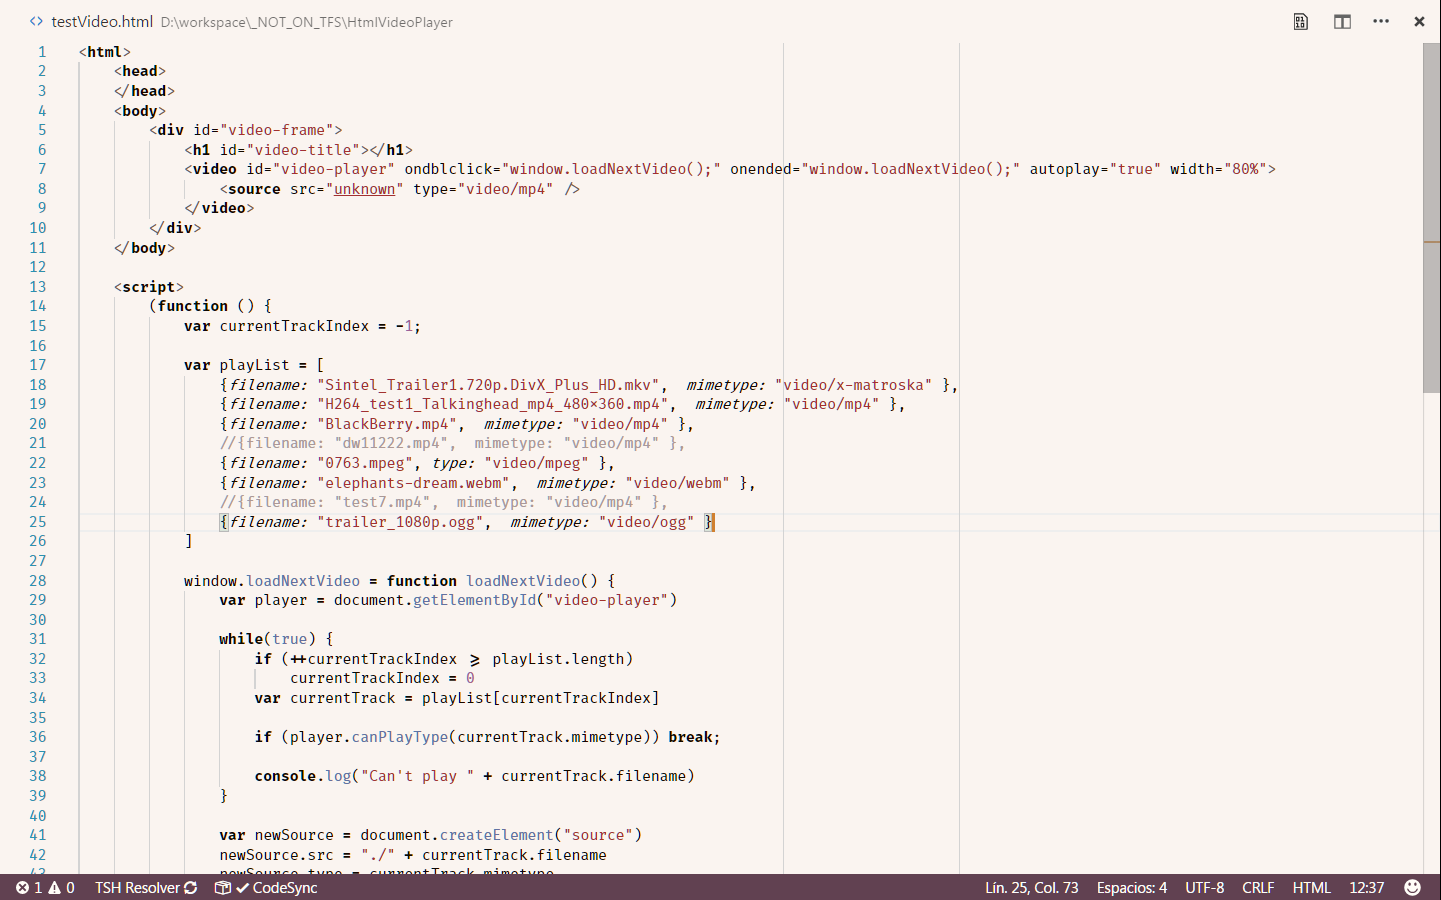 testVideo.html D:\workspace\_NOT_ON_TFS\HtmlVideoPlayer
1 <html>
2     <head>
3     </head>
4     <body>
5         <div id="video-frame">
6             <h1 id="video-title"></h1>
7             <video id="video-player" ondblclick="window.loadNextVideo();" onended="window.loadNextVideo();" autoplay="true" width="80%">
8                 <source src="unknown" type="video/mp4" />
9             </video>
10         </div>
11     </body>
12
13     <script>
14         (function () {
15             var currentTrackIndex = -1;
16
17             var playList = [
18                 {filename: "Sintel_Trailer1.720p.DivX_Plus_HD.mkv",  mimetype: "video/x-matroska" },
19                 {filename: "H264_test1_Talkinghead_mp4_480x360.mp4",  mimetype: "video/mp4" },
20                 {filename: "BlackBerry.mp4",  mimetype: "video/mp4" },
21                 //{filename: "dw11222.mp4",  mimetype: "video/mp4" },
22                 {filename: "0763.mpeg", type: "video/mpeg" },
23                 {filename: "elephants-dream.webm",  mimetype: "video/webm" },
24                 //{filename: "test7.mp4",  mimetype: "video/mp4" },
25                 {filename: "trailer_1080p.ogg",  mimetype: "video/ogg" }
26             ]
27
28             window.loadNextVideo = function loadNextVideo() {
29                 var player = document.getElementById("video-player")
30
31                 while(true) {
32                     if (++currentTrackIndex >= playList.length)
33                         currentTrackIndex = 0
34                     var currentTrack = playList[currentTrackIndex]
35
36                     if (player.canPlayType(currentTrack.mimetype)) break;
37
38                     console.log("Can't play " + currentTrack.filename)
39                 }
40
41                 var newSource = document.createElement("source")
42                 newSource.src = "./" + currentTrack.filename
43                 newSource.type = currentTrack.mimetype
1 0 TSH Resolver CodeSync Lín. 25, Col. 73 Espacios: 4 UTF-8 CRLF HTML 12:37